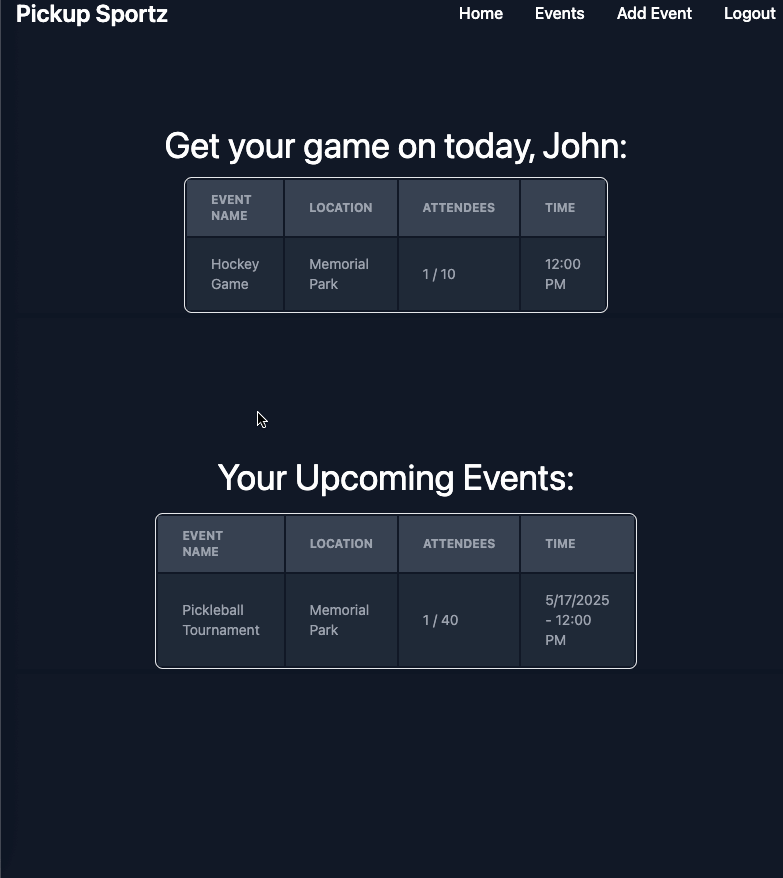 Pickup Sportz
Home Events Add Event Logout
Get your game on today, John:
EVENT
NAME
LOCATION
ATTENDEES
TIME
Hockey
Game
Memorial
Park
1 / 10
12:00
PM
Your Upcoming Events:
EVENT
NAME
LOCATION
ATTENDEES
TIME
Pickleball
Tournament
Memorial
Park
1 / 40
5/17/2025
- 12:00
PM